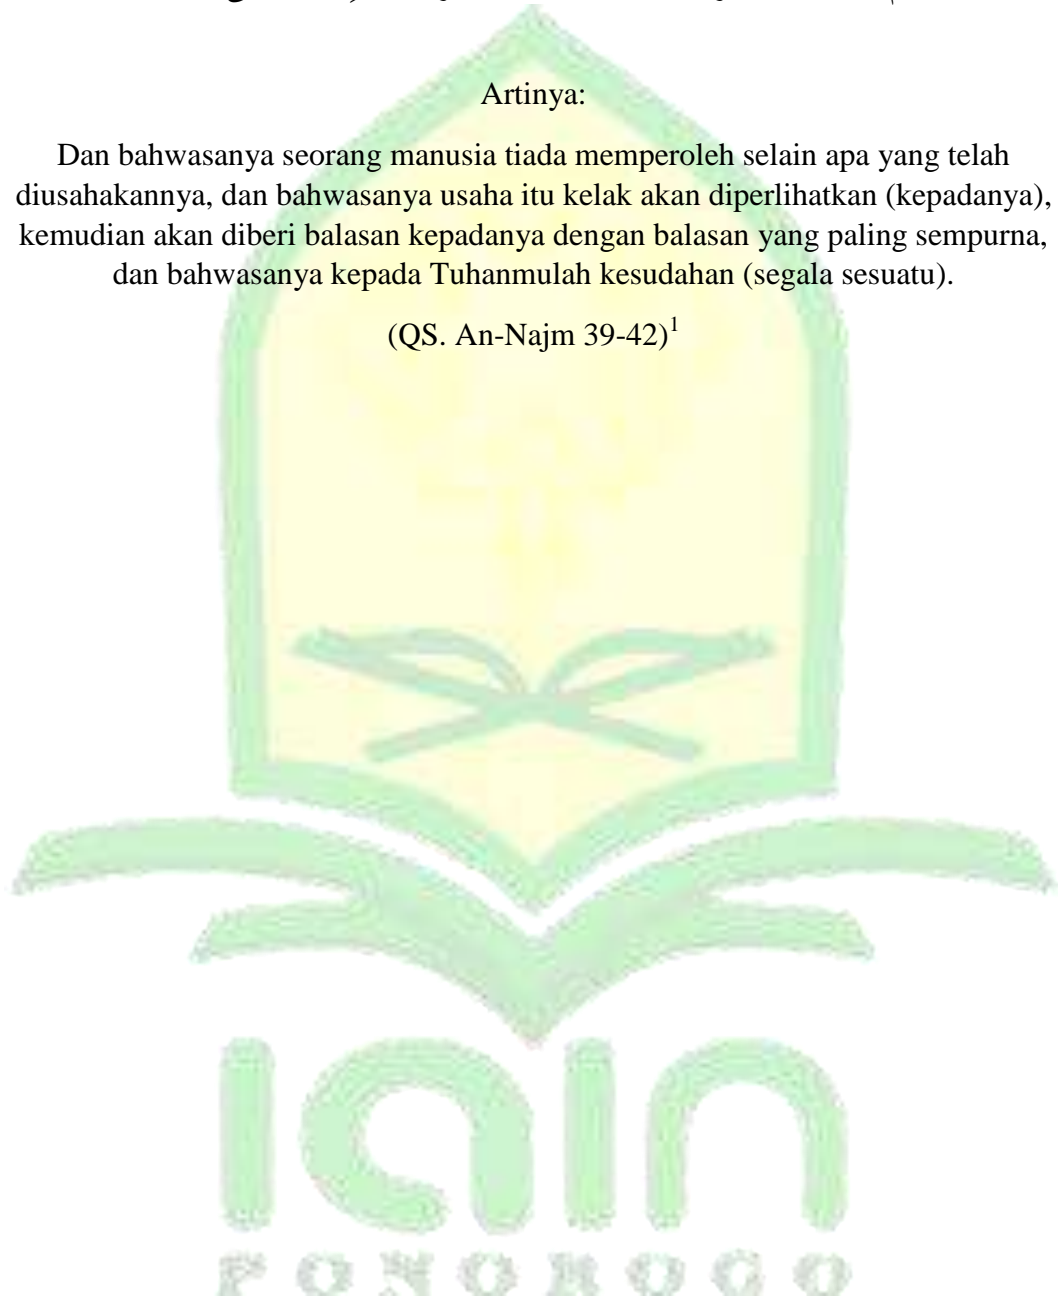 Artinya:
Dan bahwasanya seorang manusia tiada memperoleh selain apa yang telah
diusahakannya, dan bahwasanya usaha itu kelak akan diperlihatkan (kepadanya),
kemudian akan diberi balasan kepadanya dengan balasan yang paling sempurna,
dan bahwasanya kepada Tuhanmulah kesudahan (segala sesuatu).
(QS. An-Najm 39-42)1
iain
PONOROGO